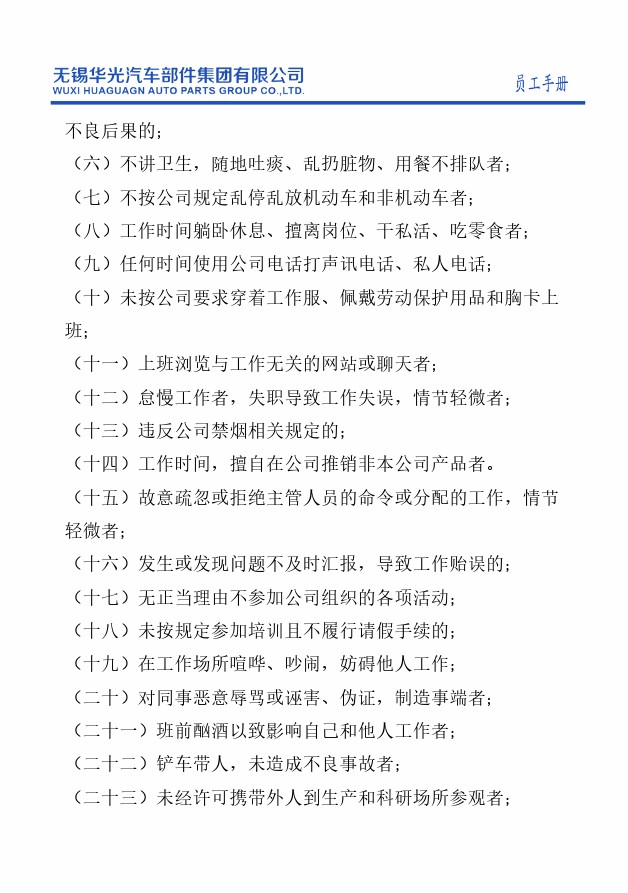 无锡华光汽车部件集团有限公司
WUXI HUAGUAGN AUTO PARTS GROUP CO.,LTD.
员工手册
不良后果的;
（六）不讲卫生，随地吐痰、乱扔脏物、用餐不排队者;
（七）不按公司规定乱停乱放机动车和非机动车者;
（八）工作时间躺卧休息、擅离岗位、干私活、吃零食者;
（九）任何时间使用公司电话打声讯电话、私人电话;
（十）未按公司要求穿着工作服、佩戴劳动保护用品和胸卡上
班;
（十一）上班浏览与工作无关的网站或聊天者;
（十二）怠慢工作者，失职导致工作失误，情节轻微者;
（十三）违反公司禁烟相关规定的;
（十四）工作时间，擅自在公司推销非本公司产品者。
（十五）故意疏忽或拒绝主管人员的命令或分配的工作，情节
轻微者;
（十六）发生或发现问题不及时汇报，导致工作贻误的;
（十七）无正当理由不参加公司组织的各项活动;
（十八）未按规定参加培训且不履行请假手续的;
（十九）在工作场所喧哗、吵闹，妨碍他人工作;
（二十）对同事恶意辱骂或诬害、伪证，制造事端者;
（二十一）班前酗酒以致影响自己和他人工作者;
（二十二）铲车带人，未造成不良事故者;
（二十三）未经许可携带外人到生产和科研场所参观者;